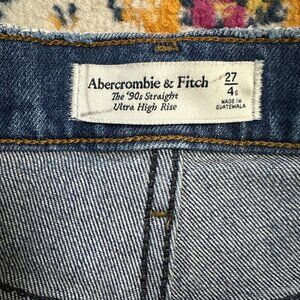 Abercrombie & Fitch
The '90s Straight
Ultra High Rise
27
4s
MADE IN
GUATEMALA